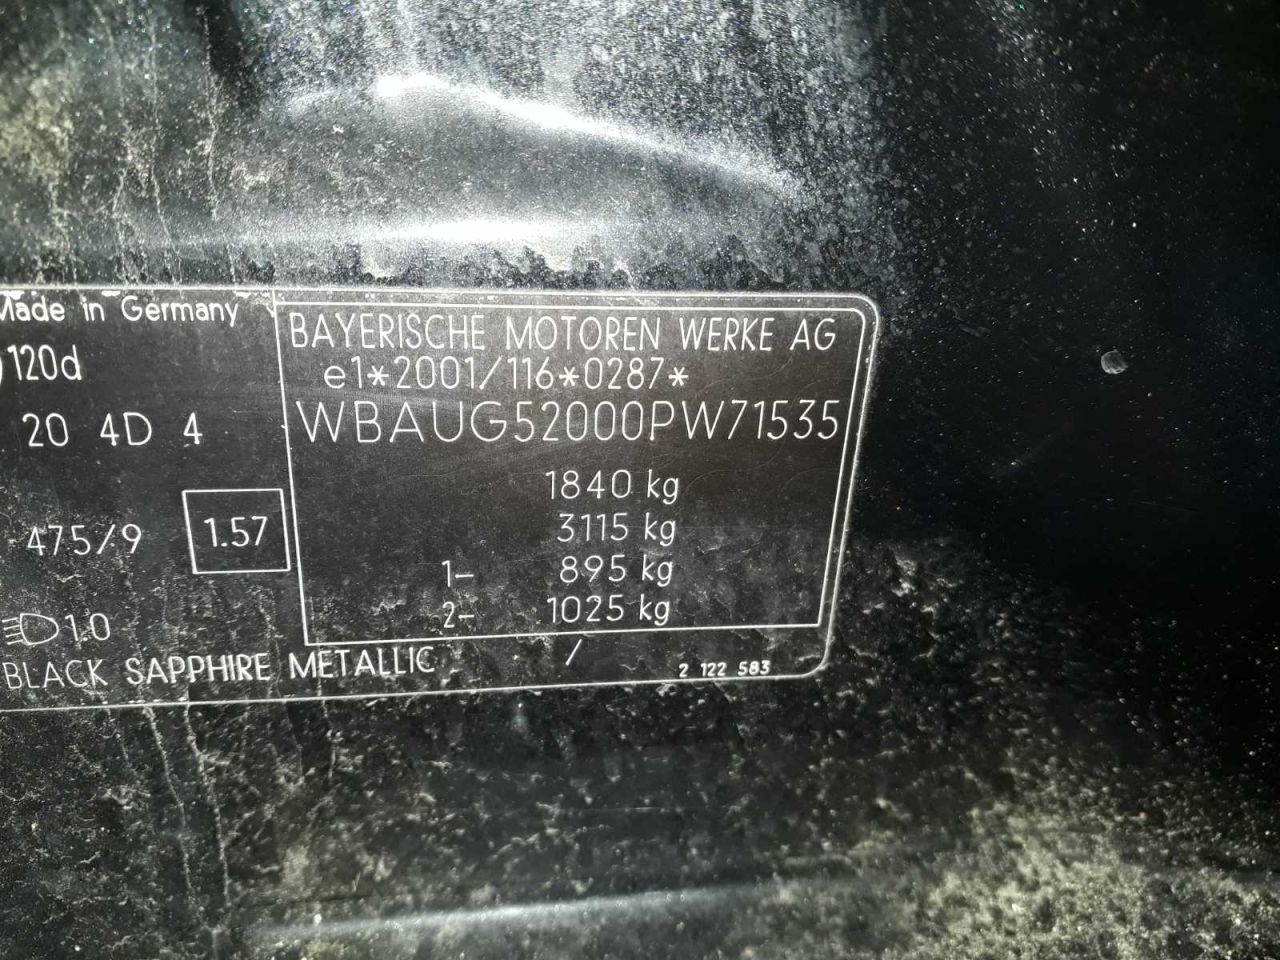 Made in Germany
120d
20 4D 4
475/9
1.57
1.0
BLACK SAPPHIRE METALLIC /
2 122 583
BAYERISCHE MOTOREN WERKE AG
e1*2001/116*0287*
WBAUG52000PW71535
1840 kg
3115 kg
1- 895 kg
2- 1025 kg